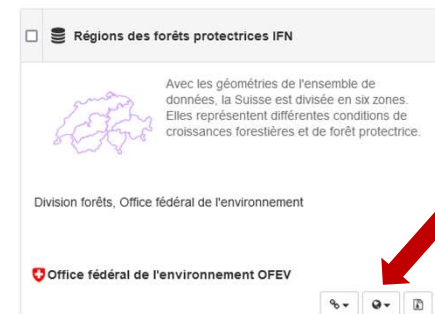 Régions des forêts protectrices IFN
Avec les géométries de l'ensemble de
données, la Suisse est divisée en six zones.
Elles représentent différentes conditions de
croissances forestières et de forêt protectrice.
Division forêts, Office fédéral de l'environnement
Office fédéral de l'environnement OFEV